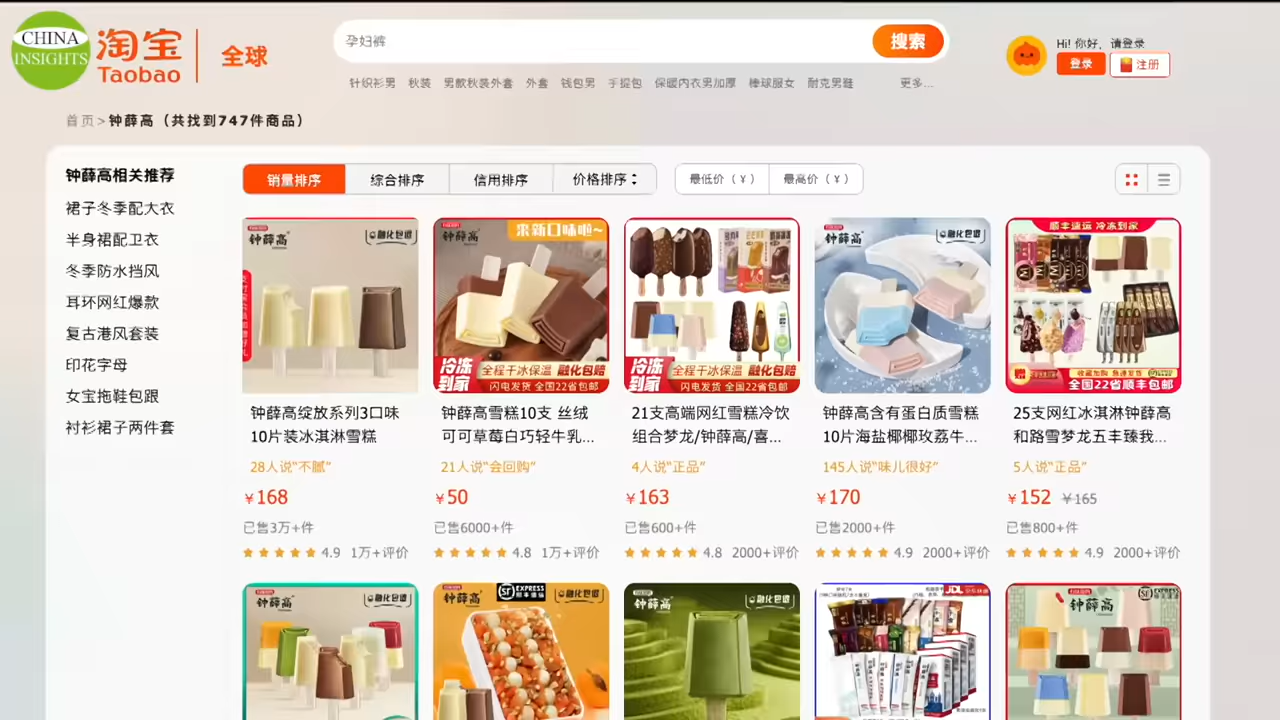 CHINA
INSIGHTS
淘宝
Taobao
全球
孕妇裤
搜索
Hi! 你好，请登录
登录
注册
针织衫男 秋装 男款秋装外套 外套 钱包男 手提包 保暖内衣男加厚 棒球服女 耐克男鞋 更多...
首页>钟薛高（共找到747件商品）
钟薛高相关推荐
裙子冬季配大衣
半身裙配卫衣
冬季防水挡风
耳环网红爆款
复古港风套装
印花字母
女宝拖鞋包跟
衬衫裙子两件套
销量排序 综合排序 信用排序 价格排序
最低价（¥） 最高价（¥）
钟薛高
融化包退
钟薛高绽放系列3口味
10片装冰淇淋雪糕
28人说“不腻”
¥168
已售3万+件
4.9 1万+评价
钟薛高
来新口味啦~
冷冻
到家
全程干冰保温 融化包赔
闪电发货 全国22省包邮
钟薛高雪糕10支 丝绒
可可草莓白巧轻牛乳...
21人说“会回购”
¥50
已售6000+件
4.8 1万+评价
冷冻
到家
全程干冰保温 融化包赔
闪电发货 全国22省包邮
21支高端网红雪糕冷饮
组合梦龙/钟薛高/喜...
4人说“正品”
¥163
已售600+件
4.8 2000+评价
钟薛高
融化包退
钟薛高含有蛋白质雪糕
10片海盐椰椰玫荔牛...
145人说“味儿很好”
¥170
已售2000+件
4.9 2000+评价
顺丰速运 冷冻到家
全国22省顺丰包邮
25支网红冰淇淋钟薛高
和路雪梦龙五丰臻我...
5人说“正品”
¥152 ¥165
已售800+件
4.9 2000+评价
钟薛高
融化包退
钟薛高
SF EXPRESS
融化包退
钟薛高
融化包退
JDL
钟薛高
SF EXPRESS